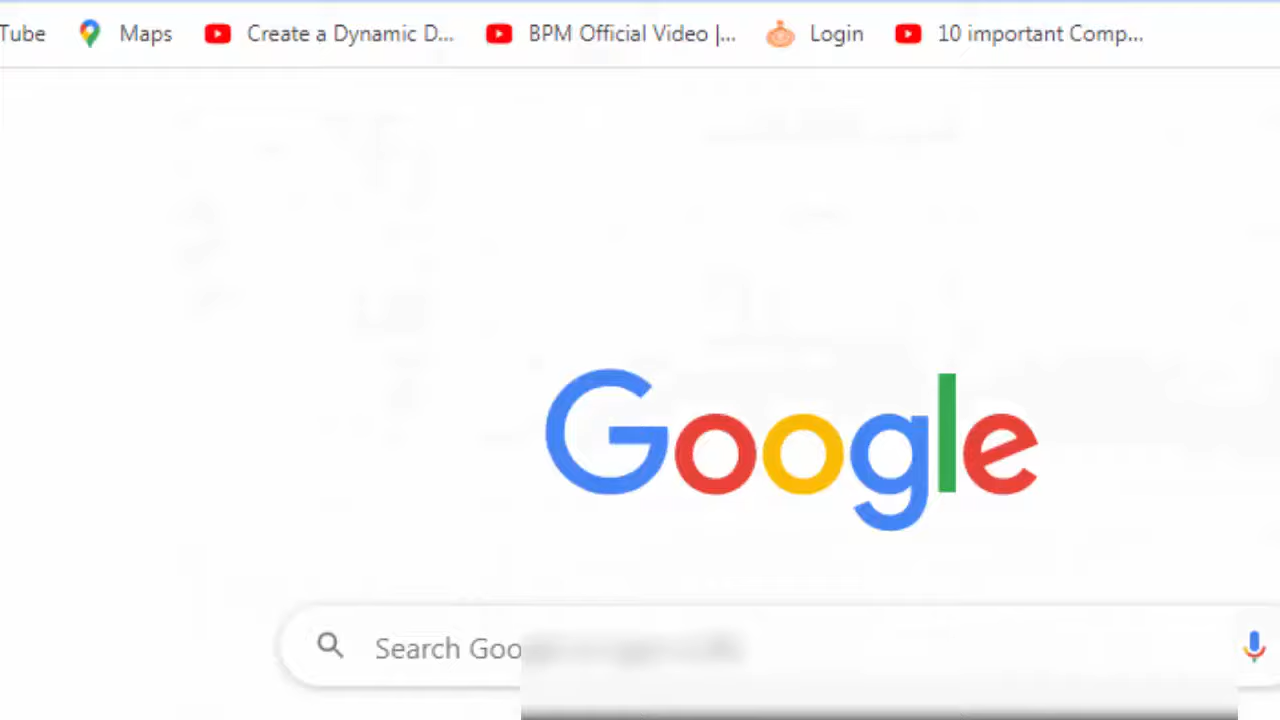 Tube Maps Create a Dynamic D... BPM Official Video |... Login 10 important Comp...
Google
Search Goo